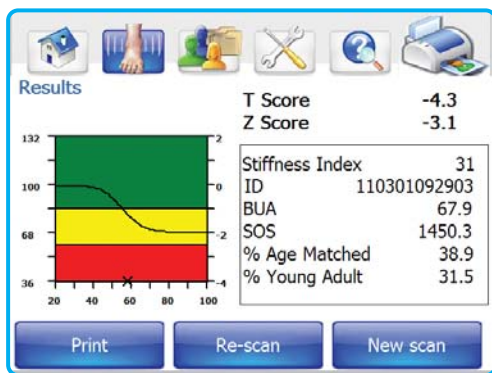 Results
T Score -4.3
Z Score -3.1
132 2
100 0
68 -2
36 -4
20 40 60 80 100
Stiffness Index 31
ID 110301092903
BUA 67.9
SOS 1450.3
% Age Matched 38.9
% Young Adult 31.5
Print Re-scan New scan